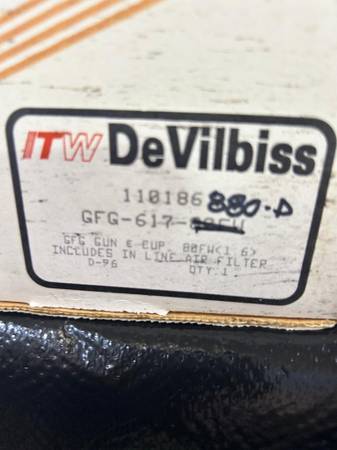 ITW DeVilbiss
110186
880-D
GFG-617-
GFG GUN & CUP, 80FW(1.6)
INCLUDES IN LINE AIR FILTER
D-96 QTY 1